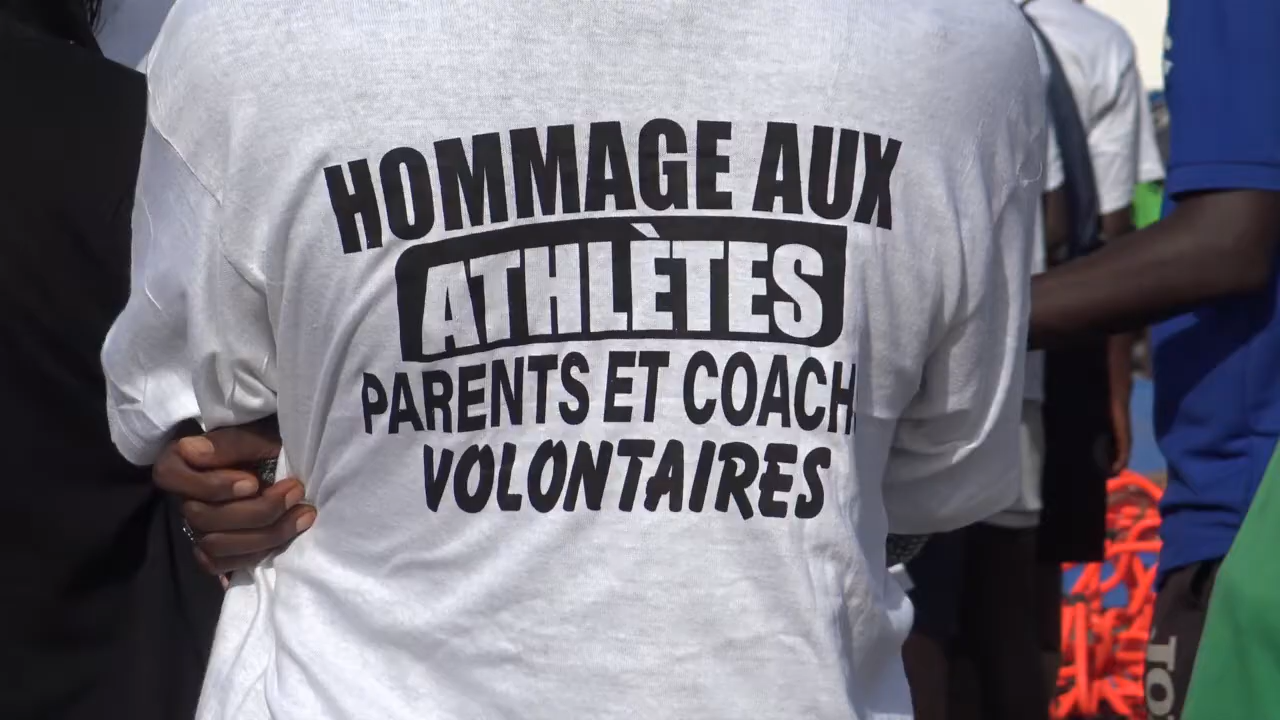 HOMMAGE AUX
ATHLÈTES
PARENTS ET COACH
VOLONTAIRES